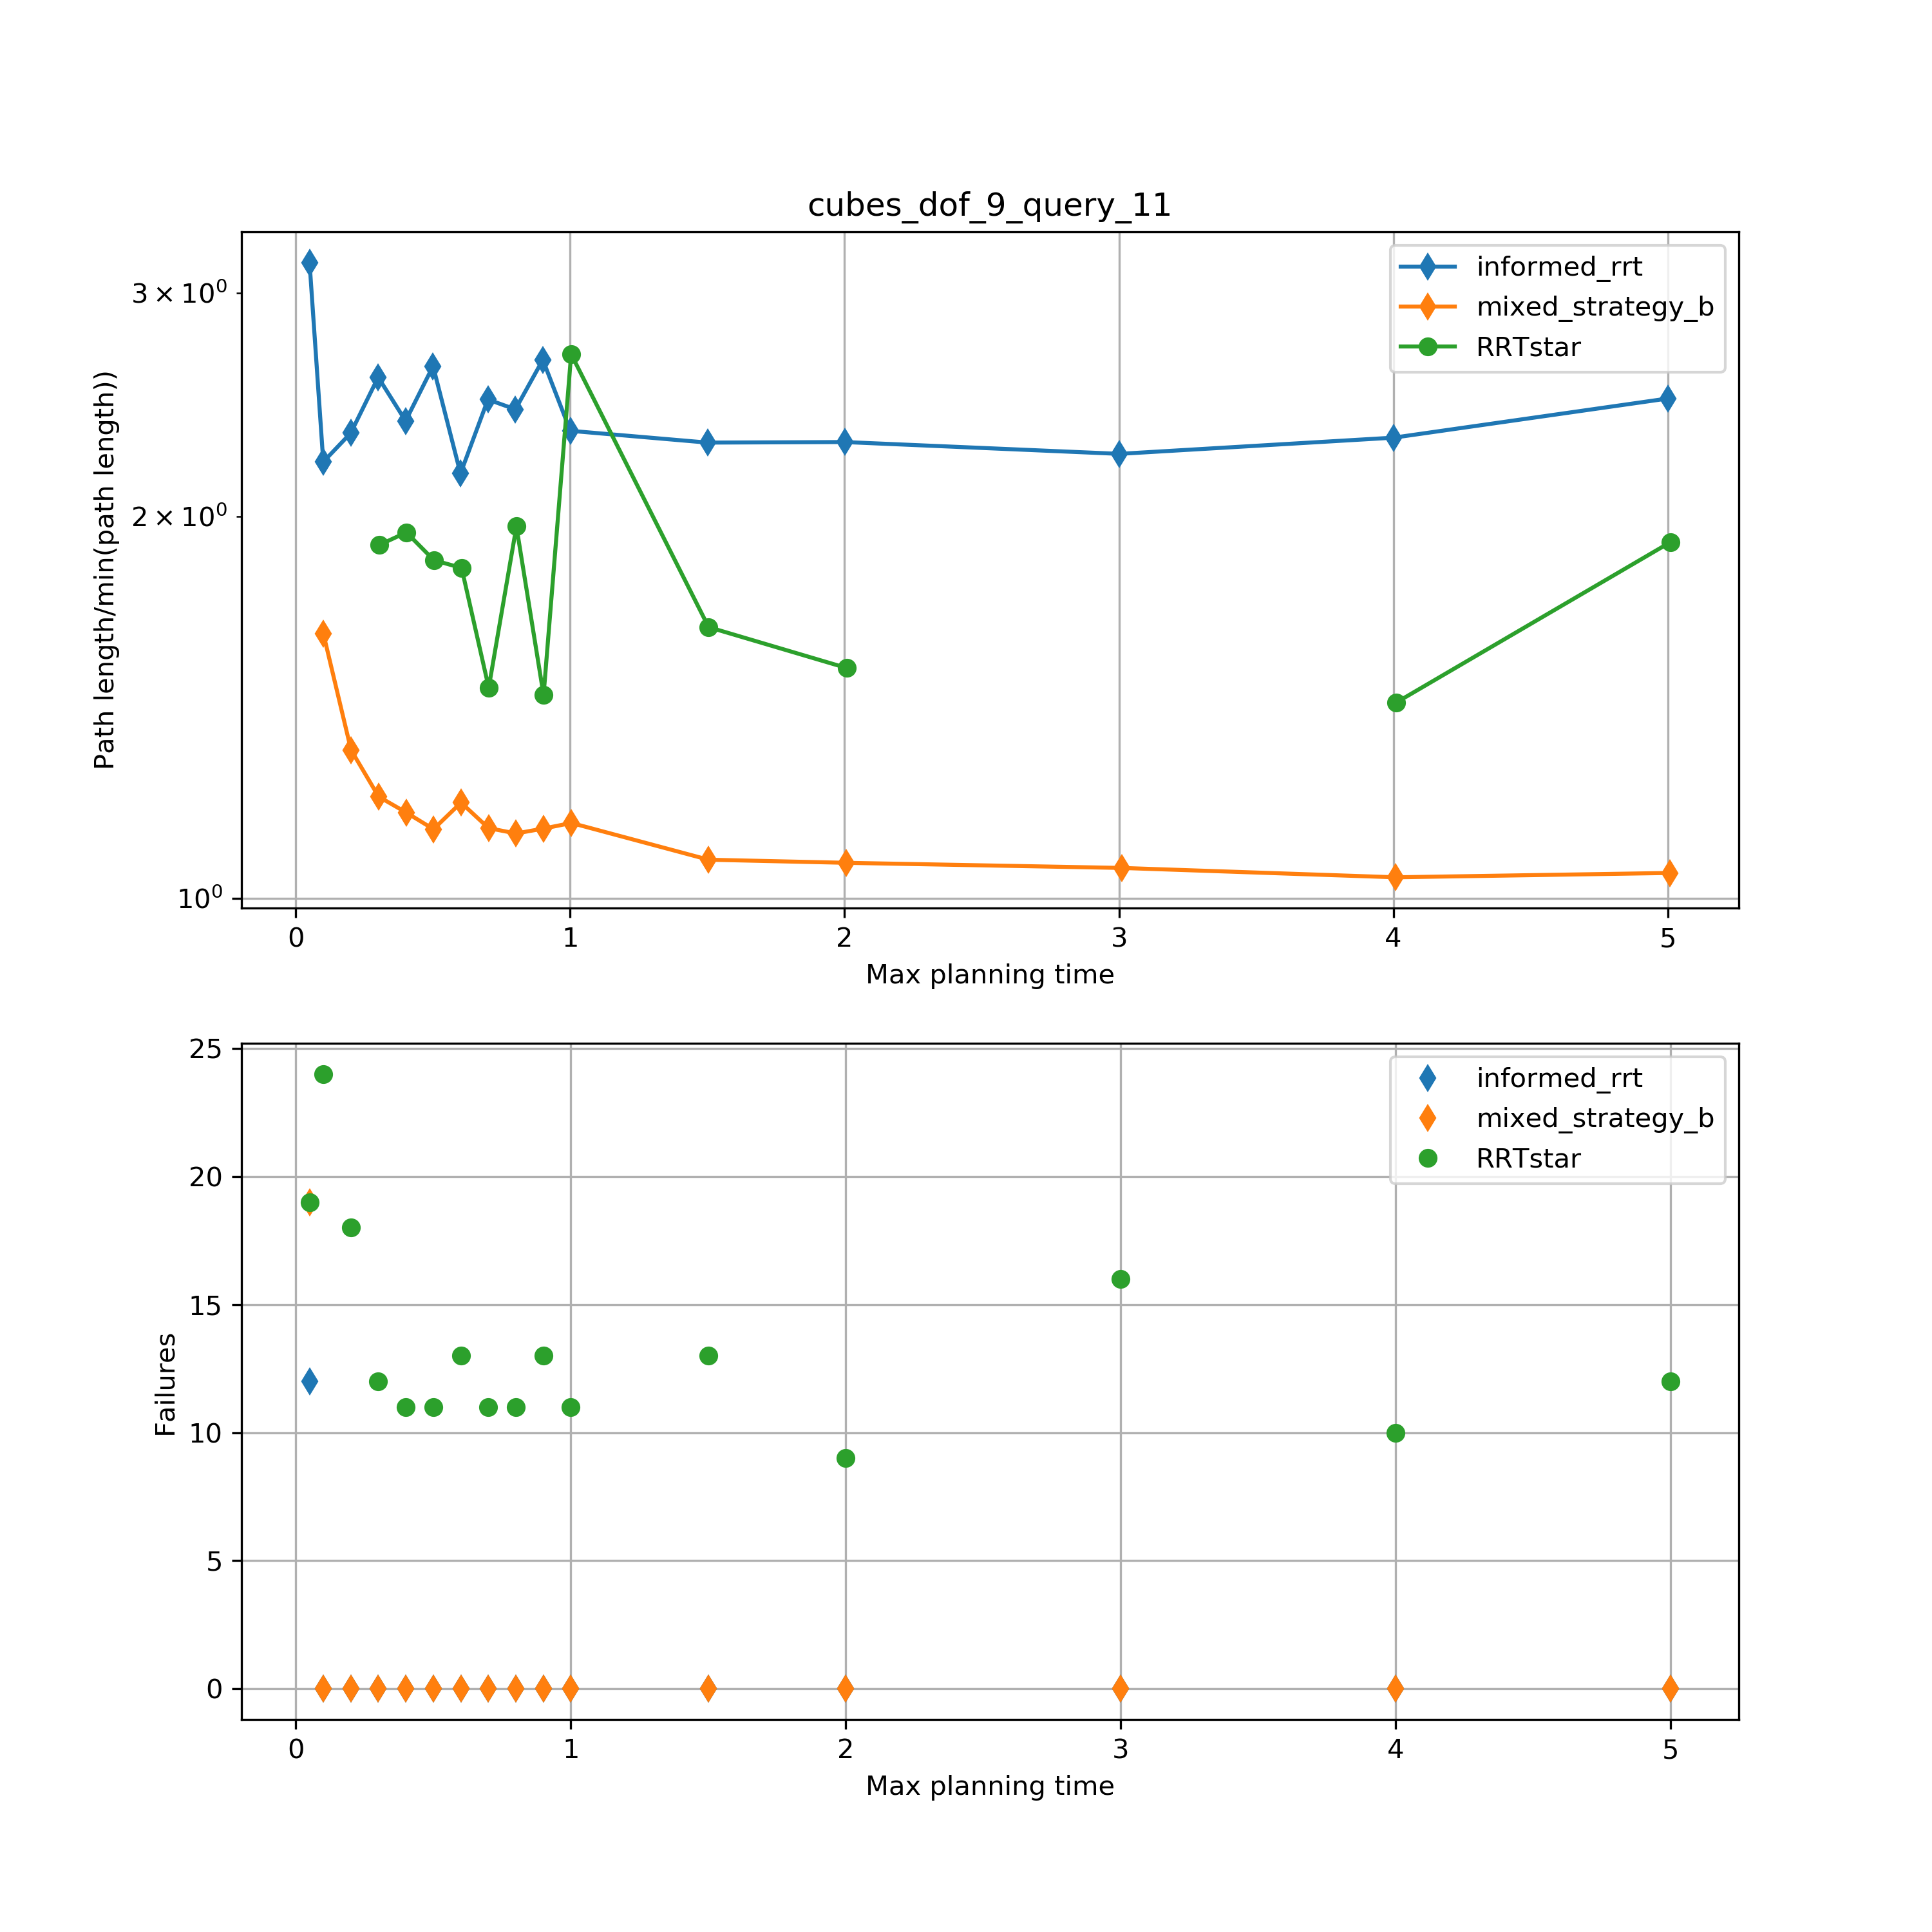 cubes_dof_9_query_11
3 × 10⁰
2 × 10⁰
10⁰
Path length/min(path length))
informed_rrt
mixed_strategy_b
RRTstar
0 1 2 3 4 5
Max planning time
25
20
15
10
5
0
Failures
informed_rrt
mixed_strategy_b
RRTstar
0 1 2 3 4 5
Max planning time